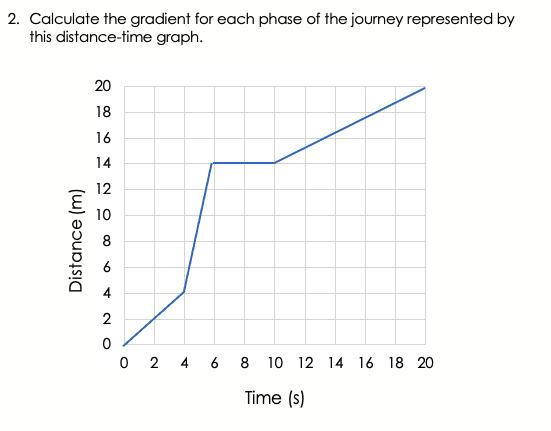 2. Calculate the gradient for each phase of the journey represented by
this distance-time graph.
20
18
16
14
12
10
8
6
4
2
0
Distance (m)
0 2 4 6 8 10 12 14 16 18 20
Time (s)